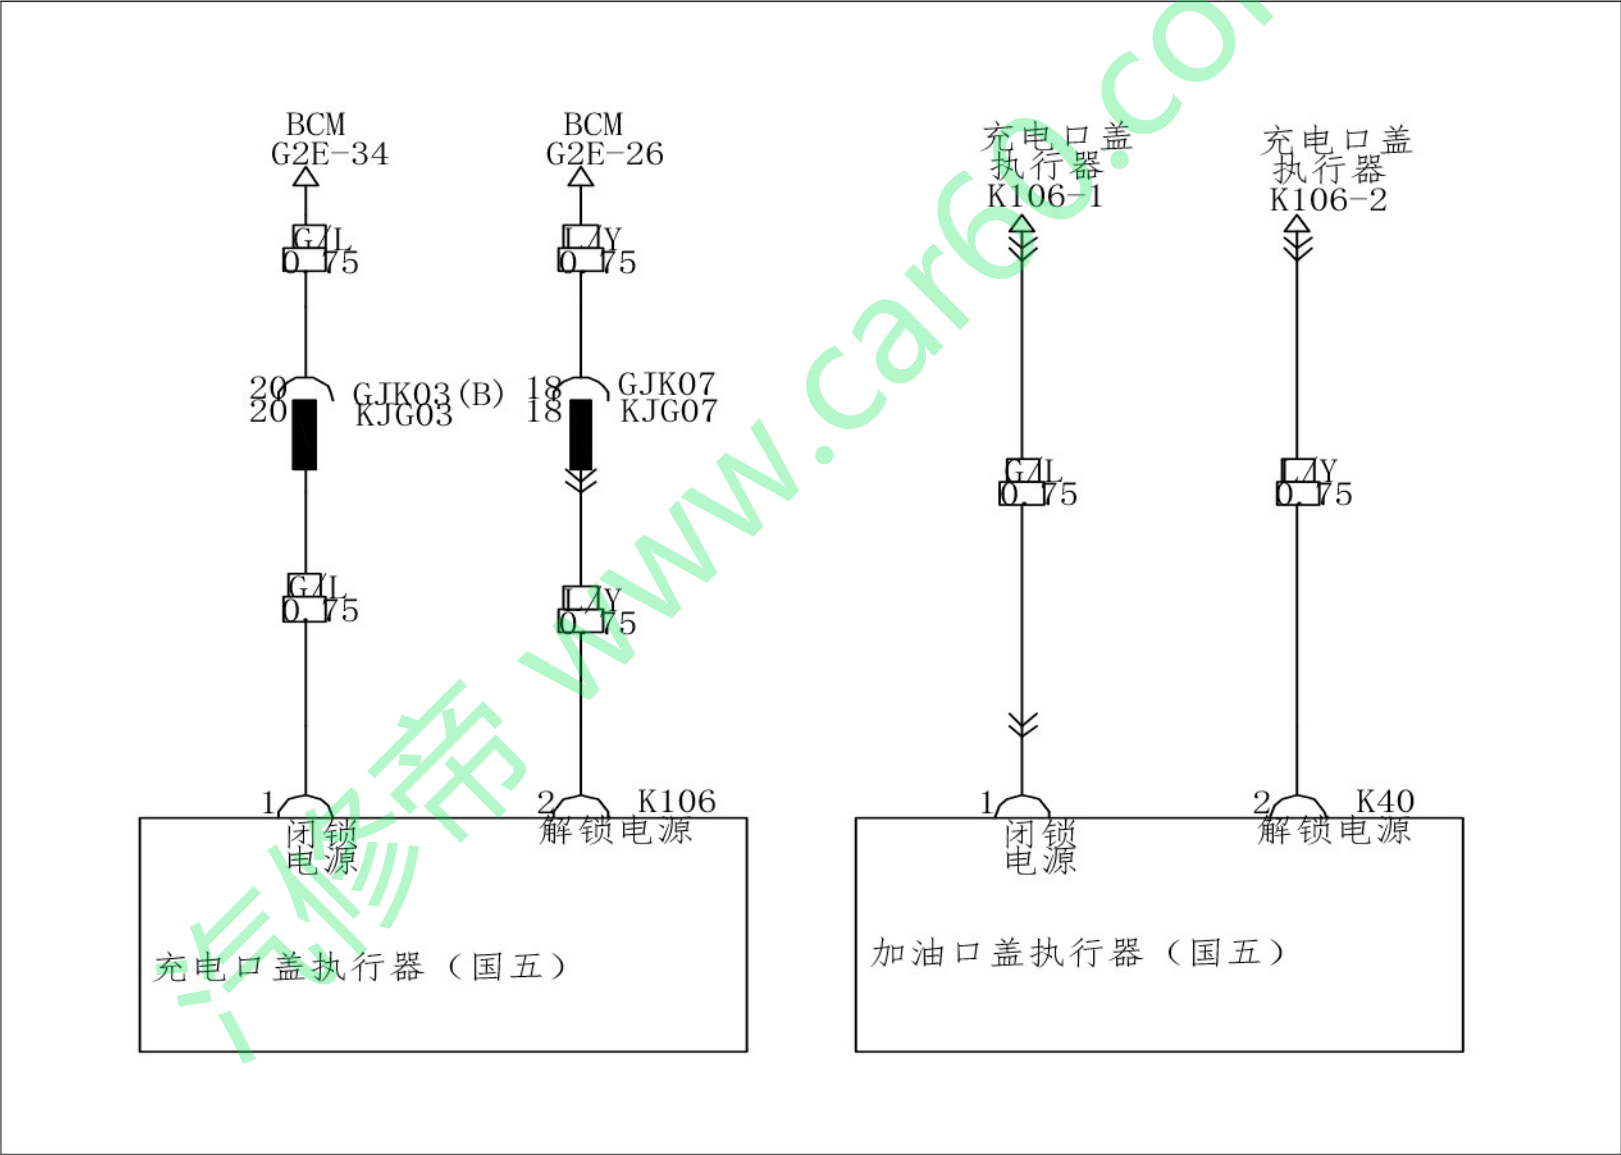 BCM
G2E-34
BCM
G2E-26
充电口盖
执行器
K106-1
充电口盖
执行器
K106-2
G/L
0.75
L/Y
0.75
20
20
GJK03(B)
KJG03
18
18
GJK07
KJG07
G/L
0.75
L/Y
0.75
G/L
0.75
L/Y
0.75
1
闭锁
电源
2
K106
解锁电源
1
闭锁
电源
2
K40
解锁电源
充电口盖执行器（国五）
加油口盖执行器（国五）
汽修帝 www.car60.com